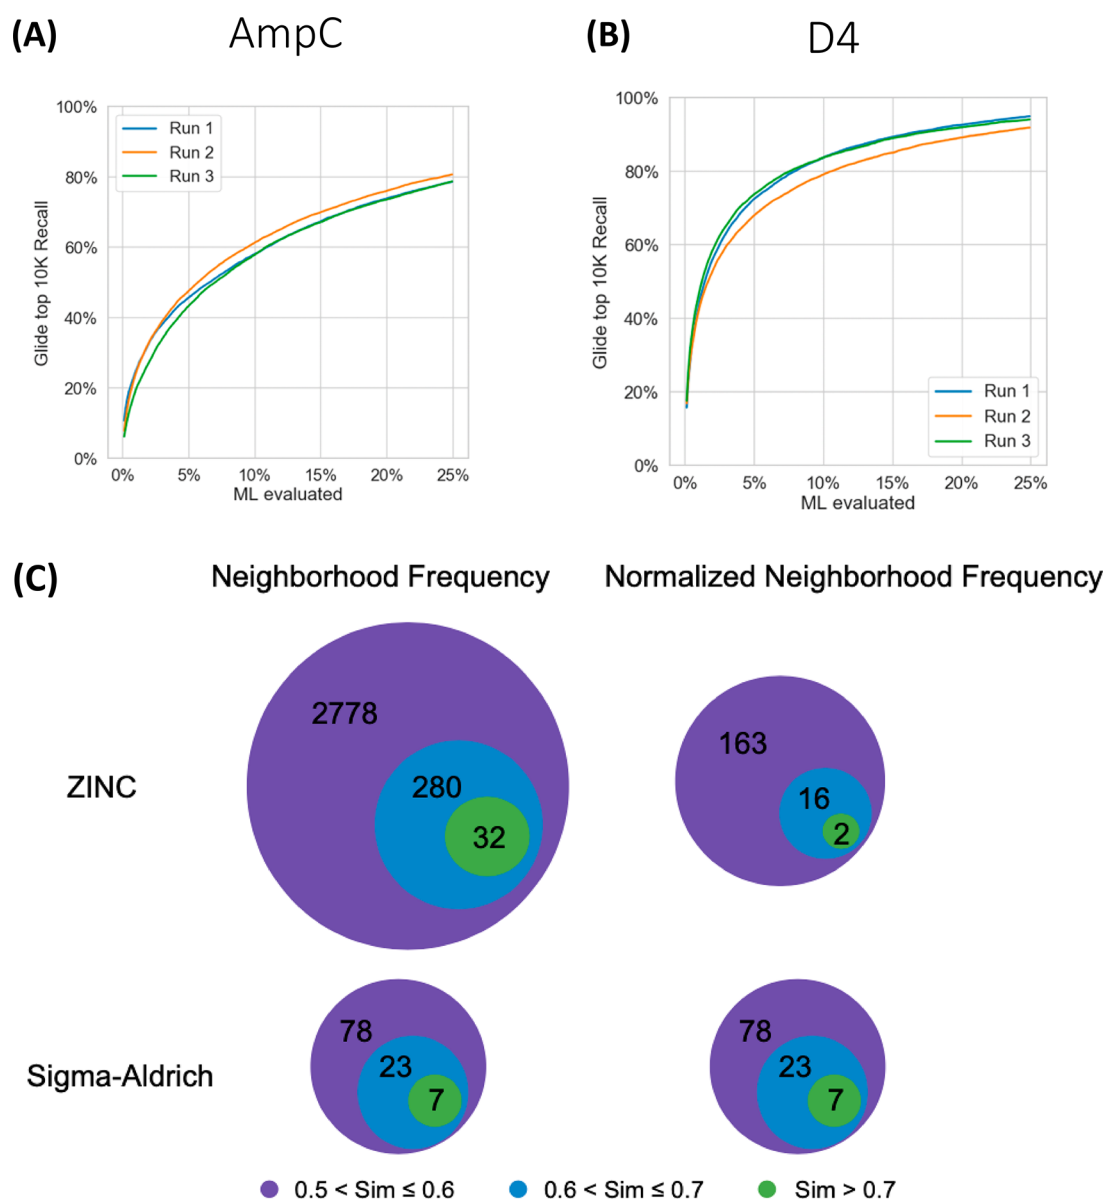 (A)
AmpC
(B)
D4
100%
80%
60%
40%
20%
0%
Glide top 10K Recall
Run 1
Run 2
Run 3
0% 5% 10% 15% 20% 25%
ML evaluated
100%
80%
60%
40%
20%
0%
Glide top 10K Recall
Run 1
Run 2
Run 3
0% 5% 10% 15% 20% 25%
ML evaluated
(C)
Neighborhood Frequency
Normalized Neighborhood Frequency
ZINC
2778
280
32
163
16
2
Sigma-Aldrich
78
23
7
78
23
7
0.5 < Sim ≤ 0.6
0.6 < Sim ≤ 0.7
Sim > 0.7